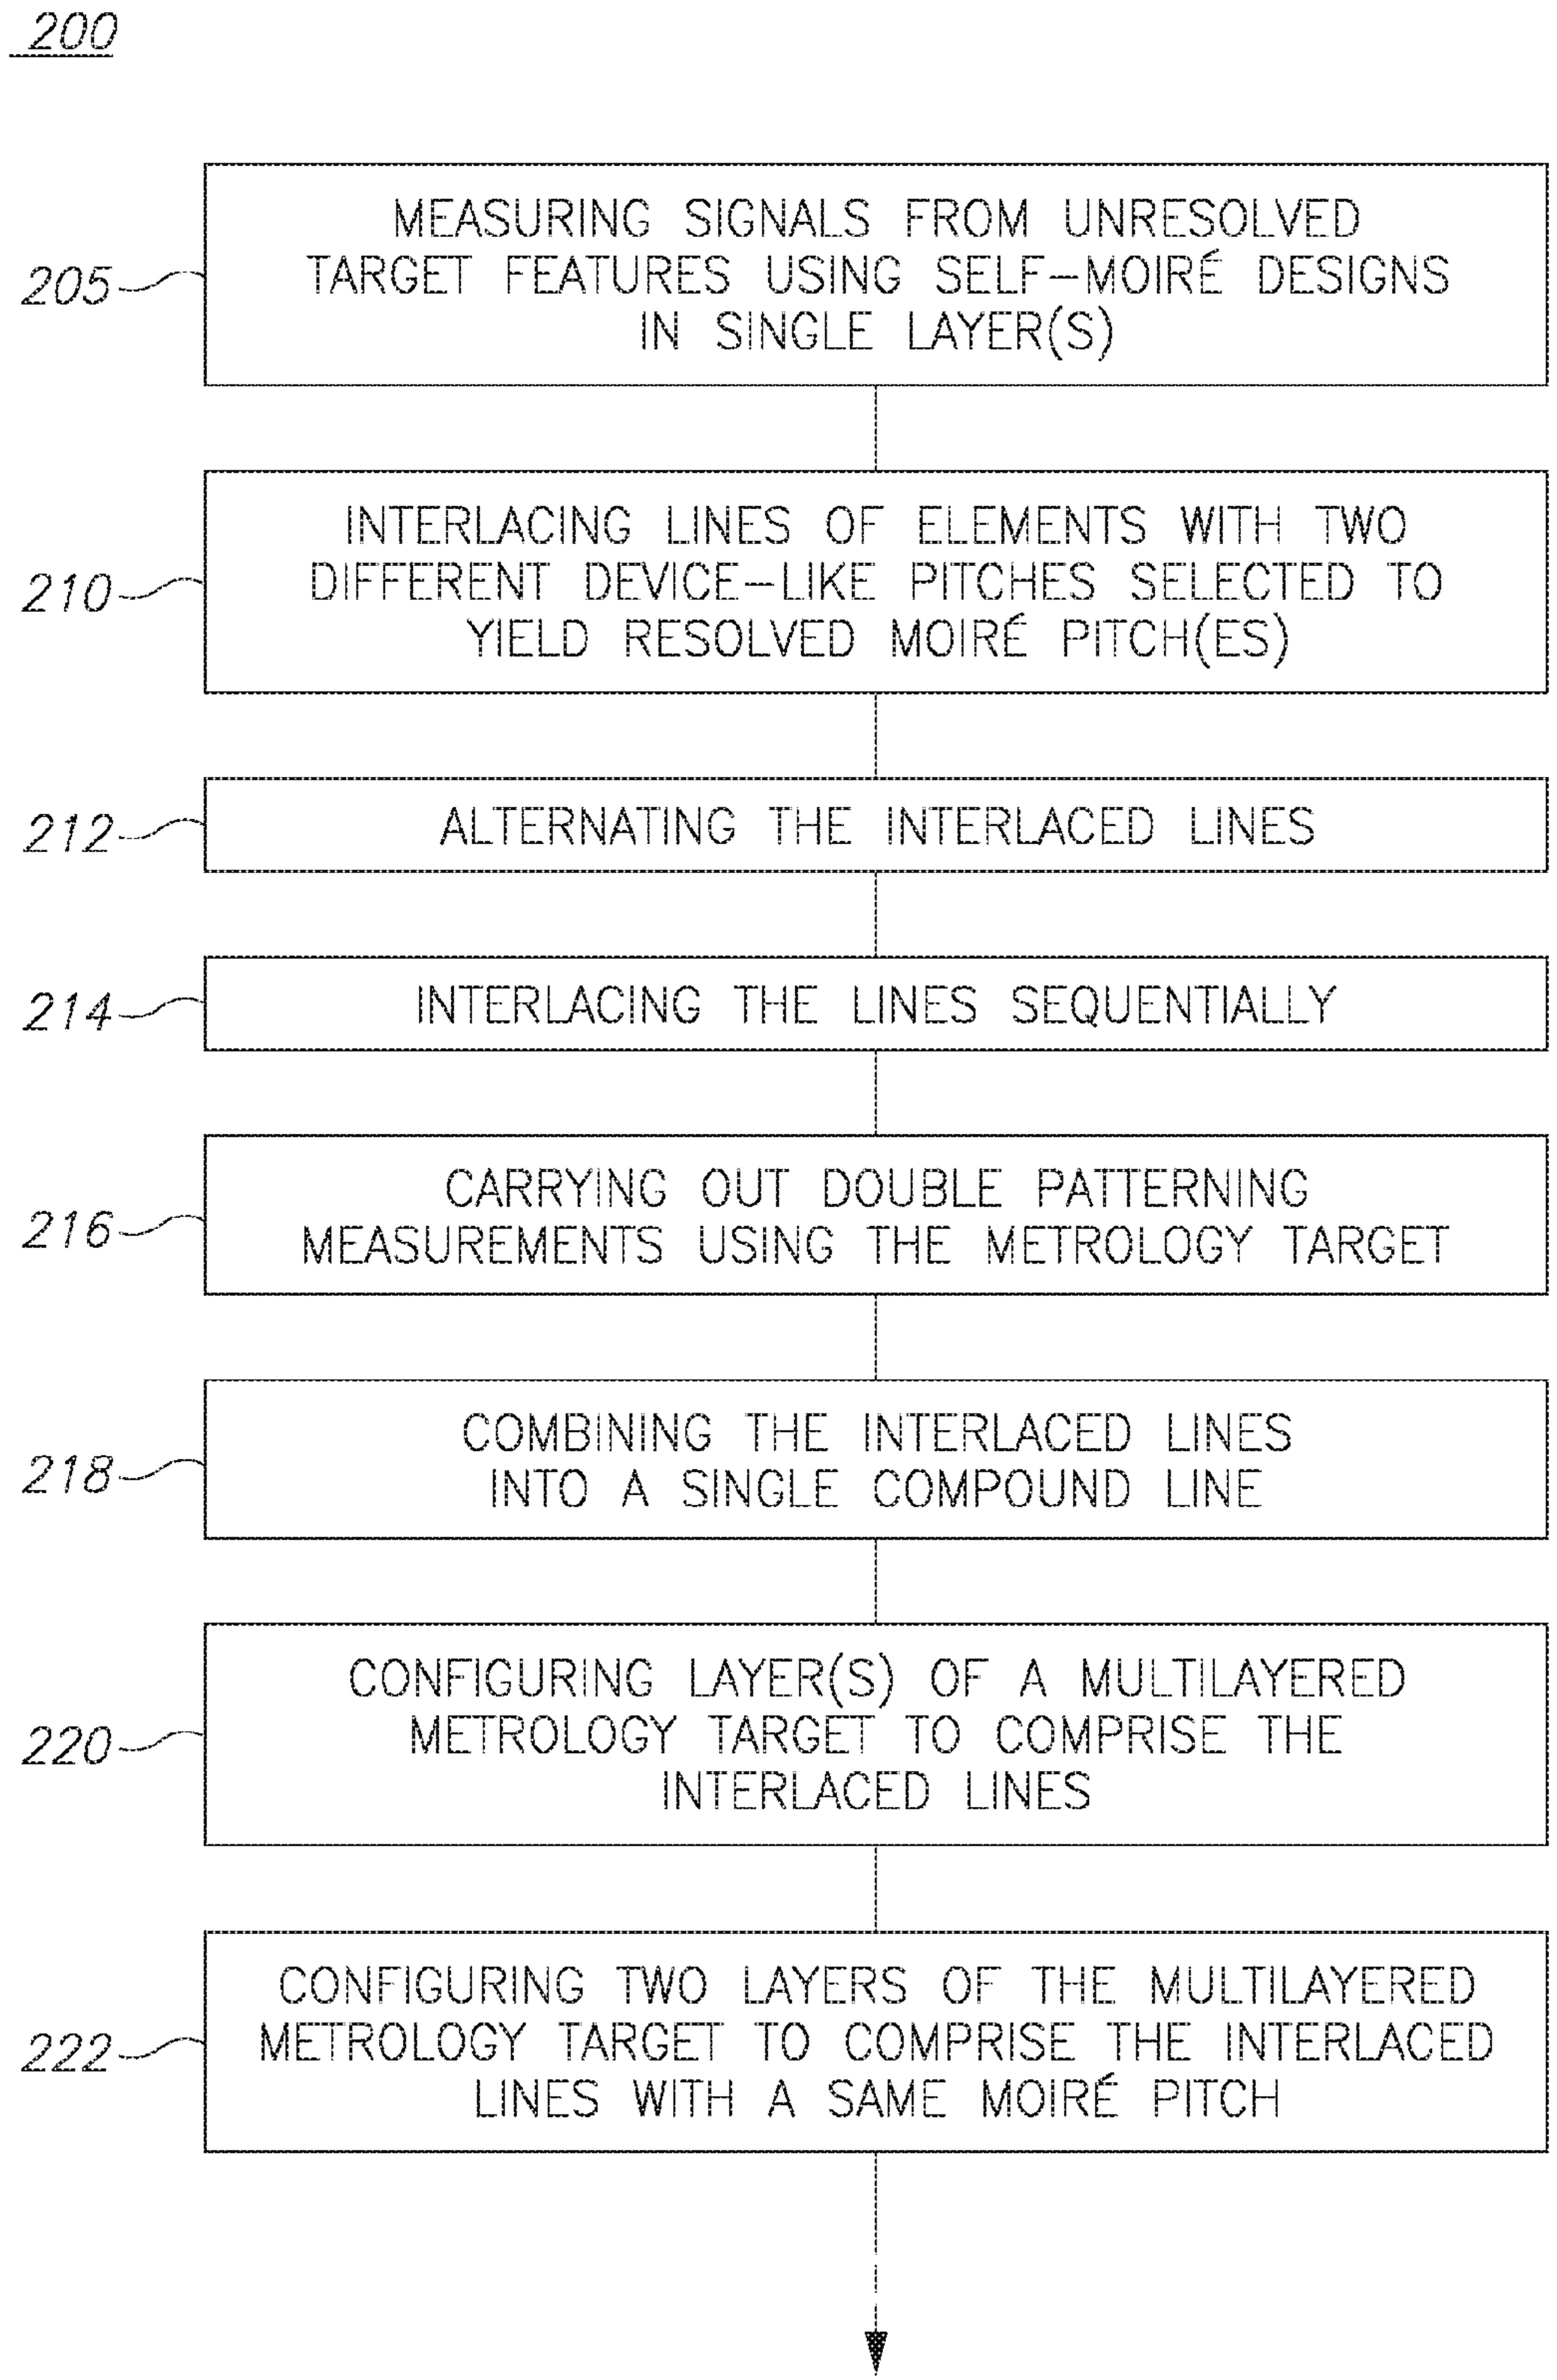 200
MEASURING SIGNALS FROM UNRESOLVED
TARGET FEATURES USING SELF-MOIRÉ DESIGNS
IN SINGLE LAYER(S)
205
INTERLACING LINES OF ELEMENTS WITH TWO
DIFFERENT DEVICE-LIKE PITCHES SELECTED TO
YIELD RESOLVED MOIRÉ PITCH(ES)
210
ALTERNATING THE INTERLACED LINES
212
INTERLACING THE LINES SEQUENTIALLY
214
CARRYING OUT DOUBLE PATTERNING
MEASUREMENTS USING THE METROLOGY TARGET
216
COMBINING THE INTERLACED LINES
INTO A SINGLE COMPOUND LINE
218
CONFIGURING LAYER(S) OF A MULTILAYERED
METROLOGY TARGET TO COMPRISE THE
INTERLACED LINES
220
CONFIGURING TWO LAYERS OF THE MULTILAYERED
METROLOGY TARGET TO COMPRISE THE INTERLACED
LINES WITH A SAME MOIRÉ PITCH
222